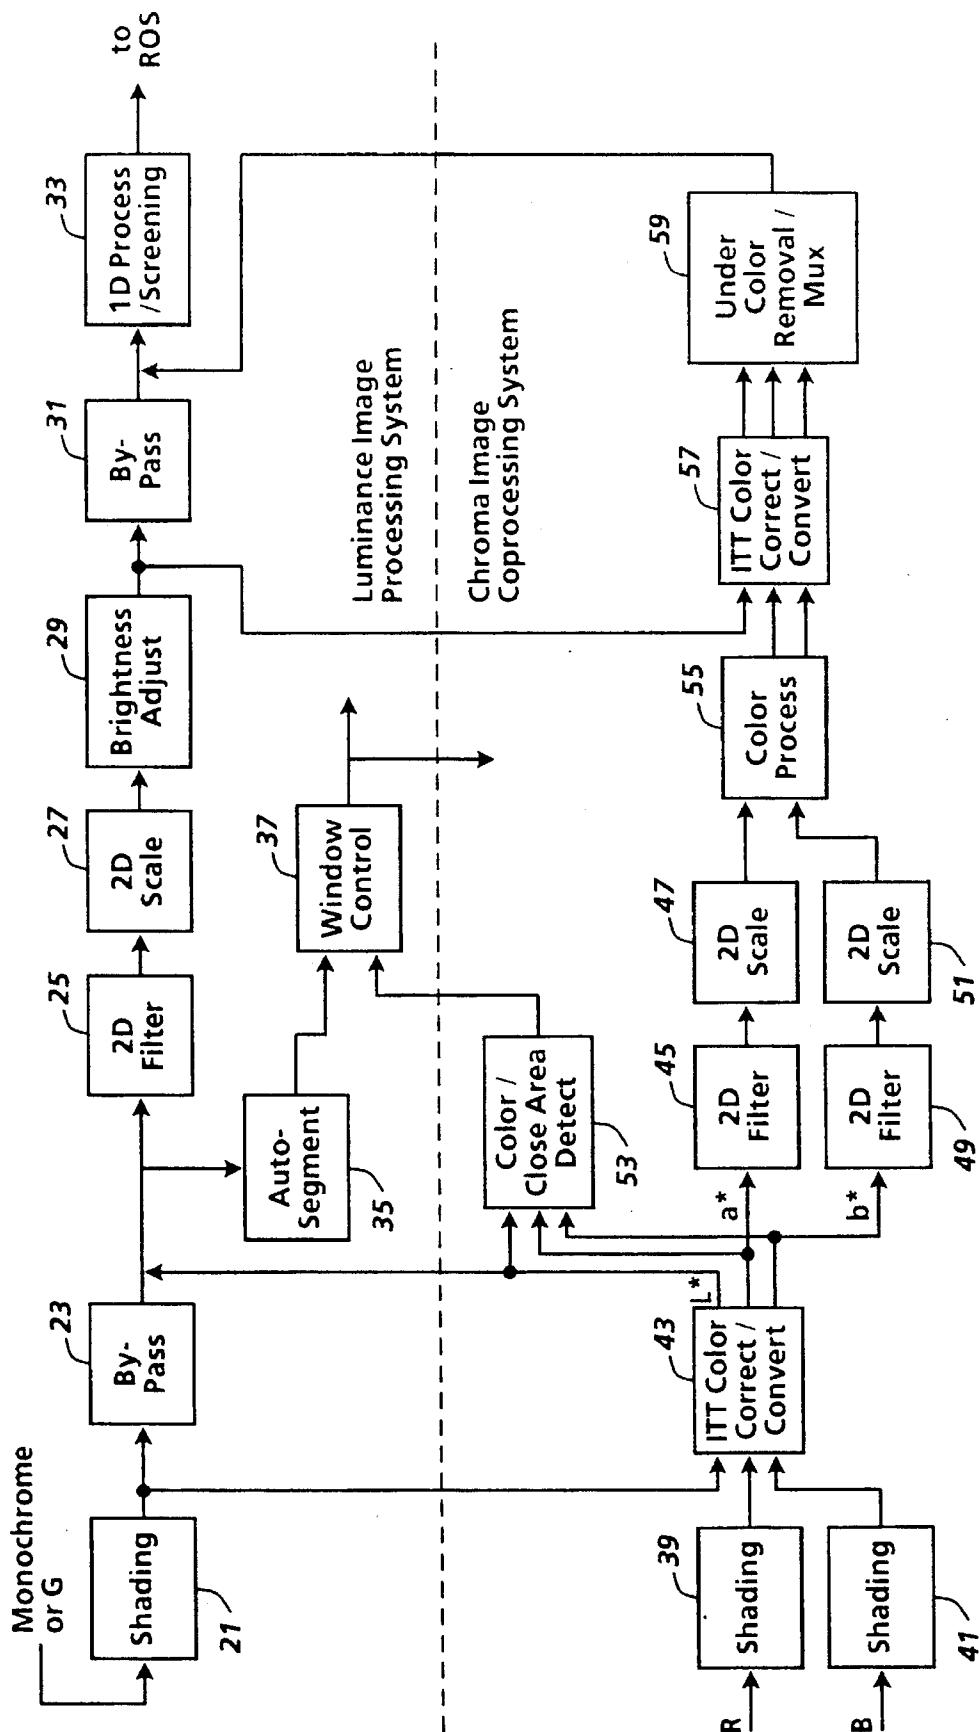 Monochrome
or G
Shading
21
By-
Pass
23
2D
Filter
25
2D
Scale
27
Brightness
Adjust
29
By-
Pass
31
1D Process
/Screening
33
to
ROS
Auto-
Segment
35
Window
Control
37
Luminance Image
Processing System
Chroma Image
Coprocessing System
R
Shading
39
B
Shading
41
ITT Color
Correct /
Convert
43
L*
a*
b*
Color /
Close Area
Detect
53
2D
Filter
45
2D
Scale
47
2D
Filter
49
2D
Scale
51
Color
Process
55
ITT Color
Correct /
Convert
57
Under
Color
Removal /
Mux
59